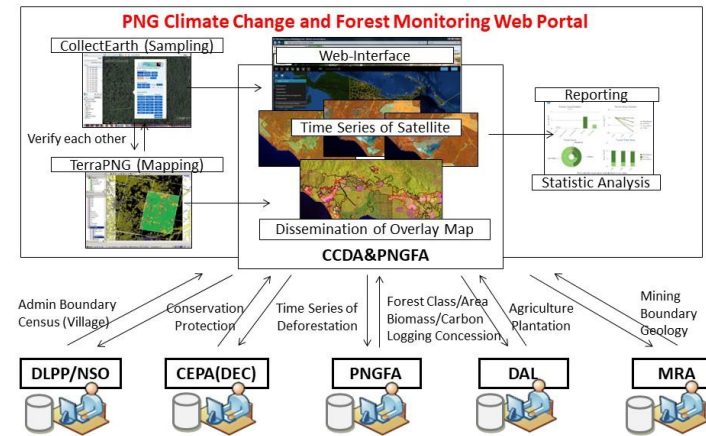 PNG Climate Change and Forest Monitoring Web Portal
CollectEarth (Sampling)
Web-Interface
Reporting
Time Series of Satellite
Verify each other
TerraPNG (Mapping)
Statistic Analysis
Dissemination of Overlay Map
CCDA&PNGFA
Admin Boundary
Census (Village)
Conservation
Protection
Time Series of
Deforestation
Forest Class/Area
Biomass/Carbon
Logging Concession
Agriculture
Plantation
Mining
Boundary
Geology
DLPP/NSO
CEPA(DEC)
PNGFA
DAL
MRA